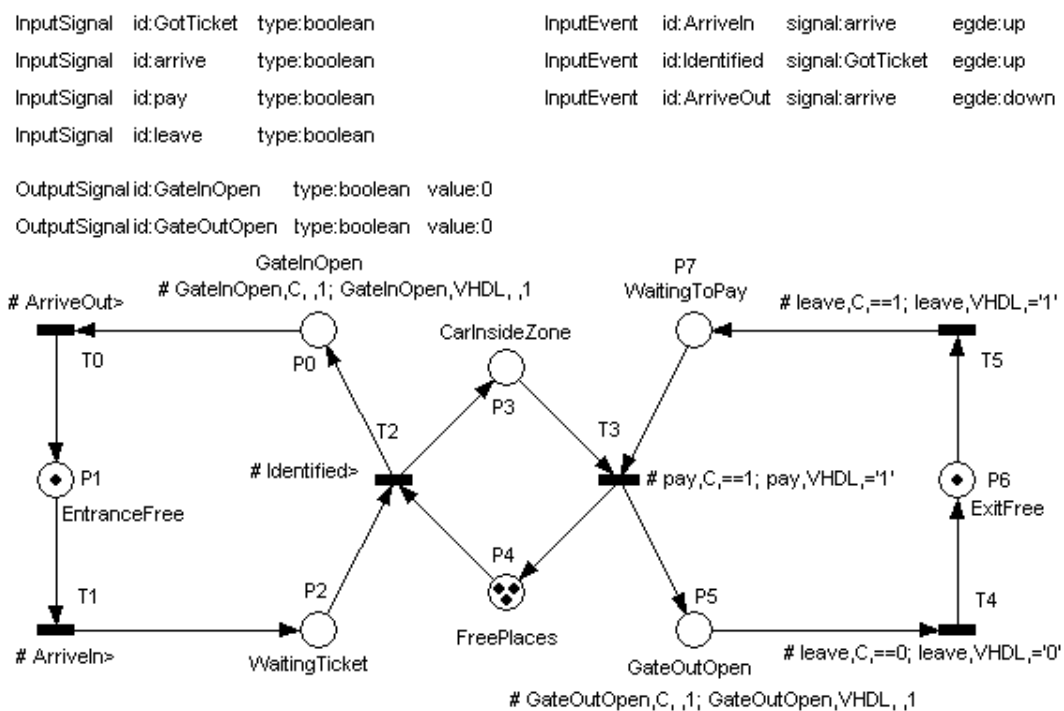 InputSignal id:GotTicket type:boolean InputEvent id:ArriveIn signal:arrive egde:up
InputSignal id:arrive type:boolean InputEvent id:Identified signal:GotTicket egde:up
InputSignal id:pay type:boolean InputEvent id:ArriveOut signal:arrive egde:down
InputSignal id:leave type:boolean
OutputSignal id:GateInOpen type:boolean value:0
OutputSignal id:GateOutOpen type:boolean value:0
GateInOpen
P7
# ArriveOut>
# GateInOpen,C, ,1; GateInOpen,VHDL, ,1
WaitingToPay
# leave,C,==1; leave,VHDL,='1'
CarInsideZone
T0
P0
T5
P3
T2
T3
# Identified>
P1
# pay,C,==1; pay,VHDL,='1'
P6
EntranceFree
ExitFree
P4
T1
P2
P5
T4
FreePlaces
# ArriveIn>
WaitingTicket
GateOutOpen
# leave,C,==0; leave,VHDL,='0'
# GateOutOpen,C, ,1; GateOutOpen,VHDL, ,1